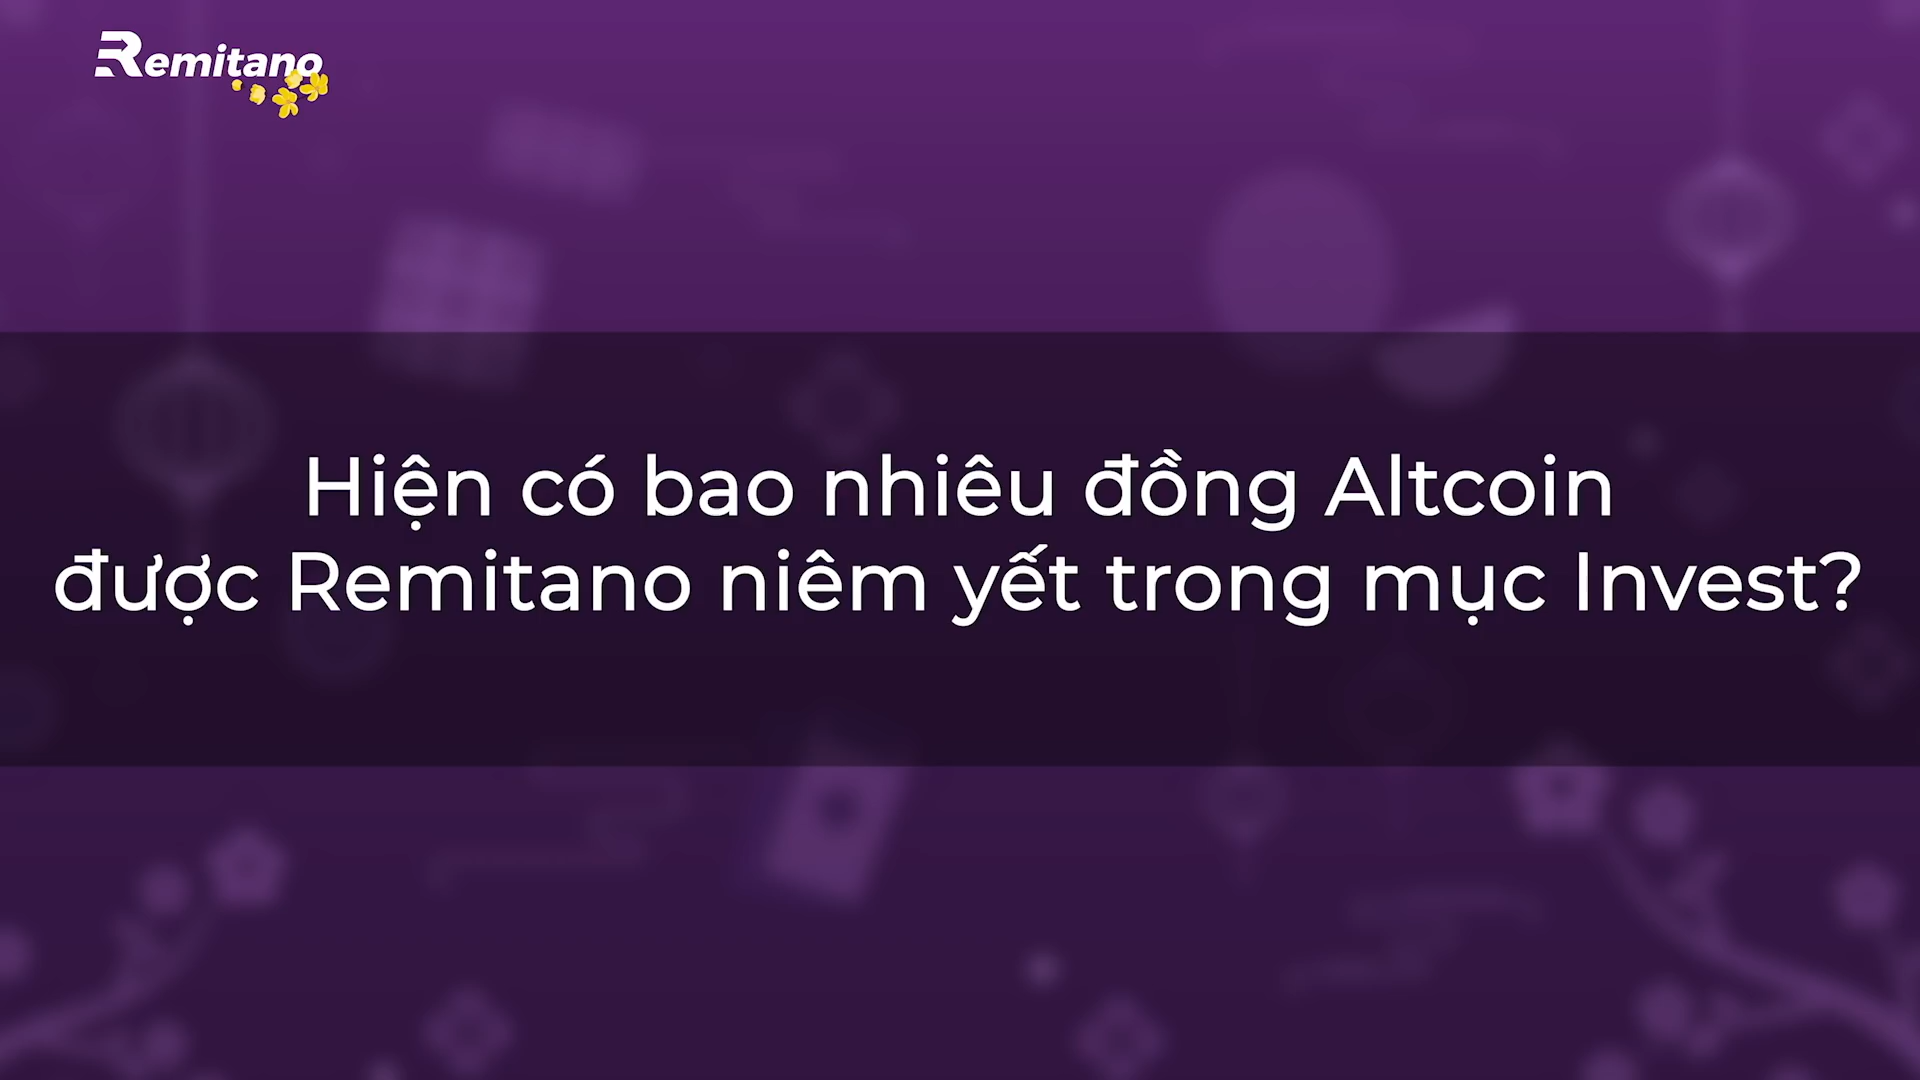 Remitano
Hiện có bao nhiêu đồng Altcoin
được Remitano niêm yết trong mục Invest?